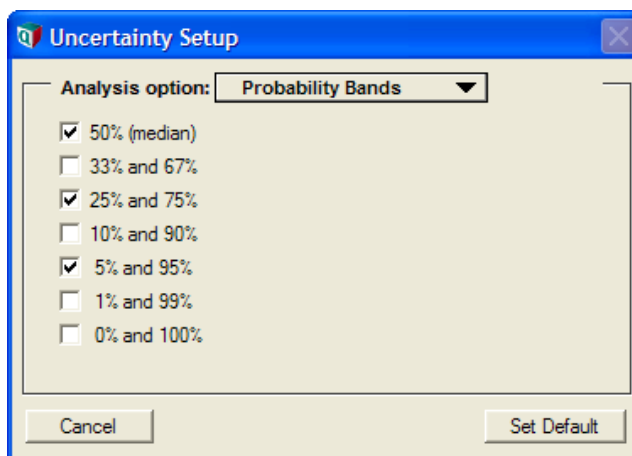 Uncertainty Setup
Analysis option: Probability Bands
50% (median)
33% and 67%
25% and 75%
10% and 90%
5% and 95%
1% and 99%
0% and 100%
Cancel Set Default